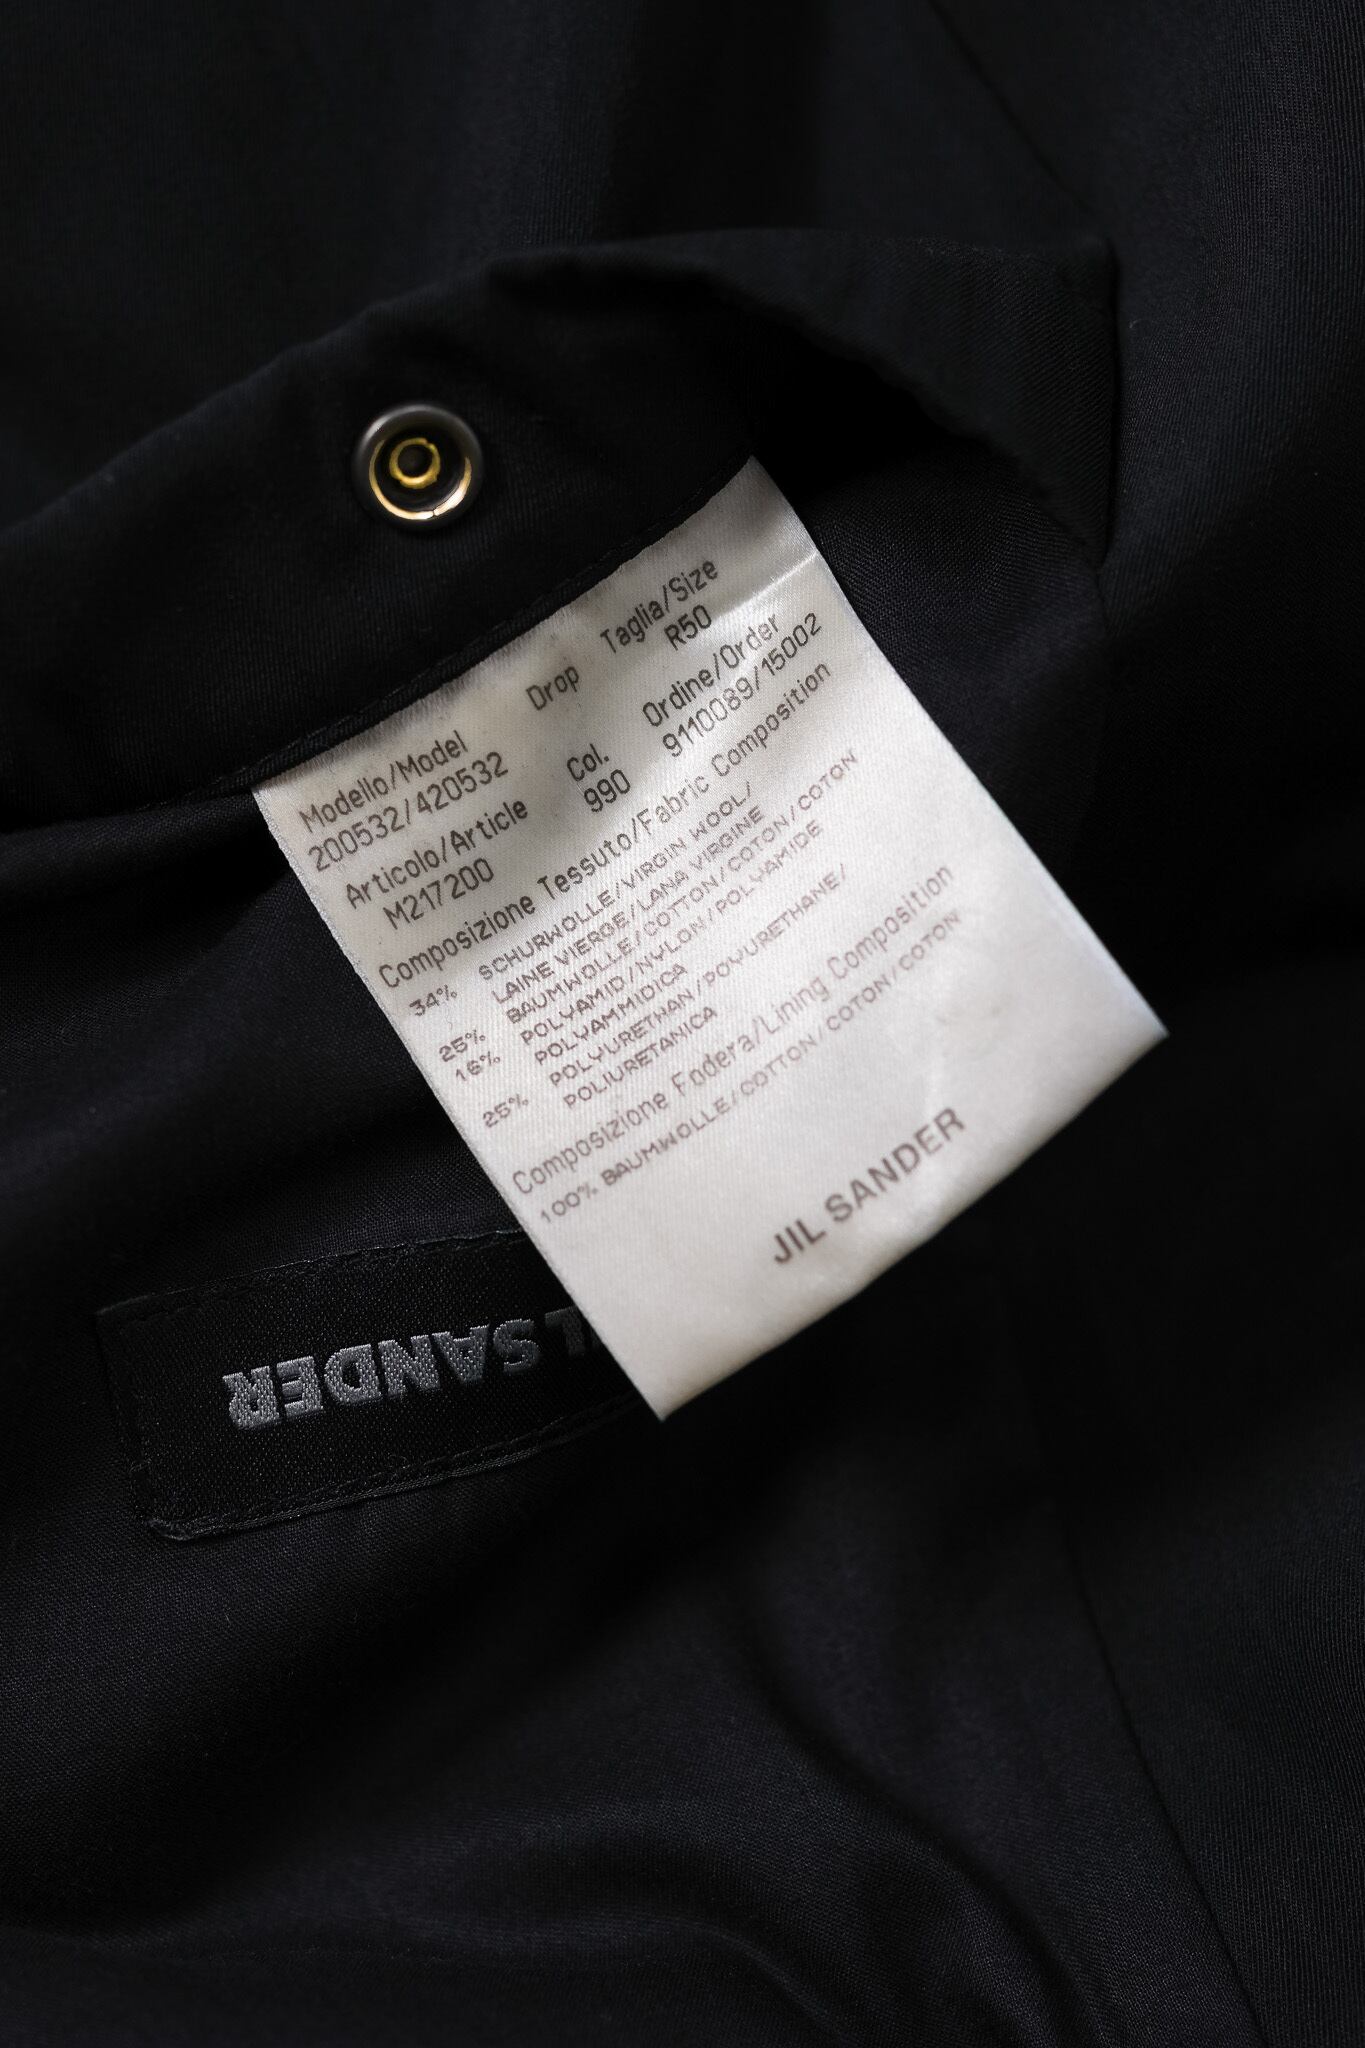 Modello/Model Drop Taglia/Size
200532/420532 R50
Articolo/Article Col. Ordine/Order
M217200 990 9110089/15002
Composizione Tessuto/Fabric Composition
34% SCHURWOLLE/VIRGIN WOOL/
LAINE VIERGE/LANA VIRGINE
25% BAUMWOLLE/COTTON/COTON/COTON
16% POLYAMID/NYLON/POLYAMIDE
POLYAMMIDICA
25% POLYURETHAN/POYURETHANE/
POLIURETANICA
Composizione Fodera/Lining Composition
100% BAUMWOLLE/COTTON/COTON/COTON
JIL SANDER
IL SANDER